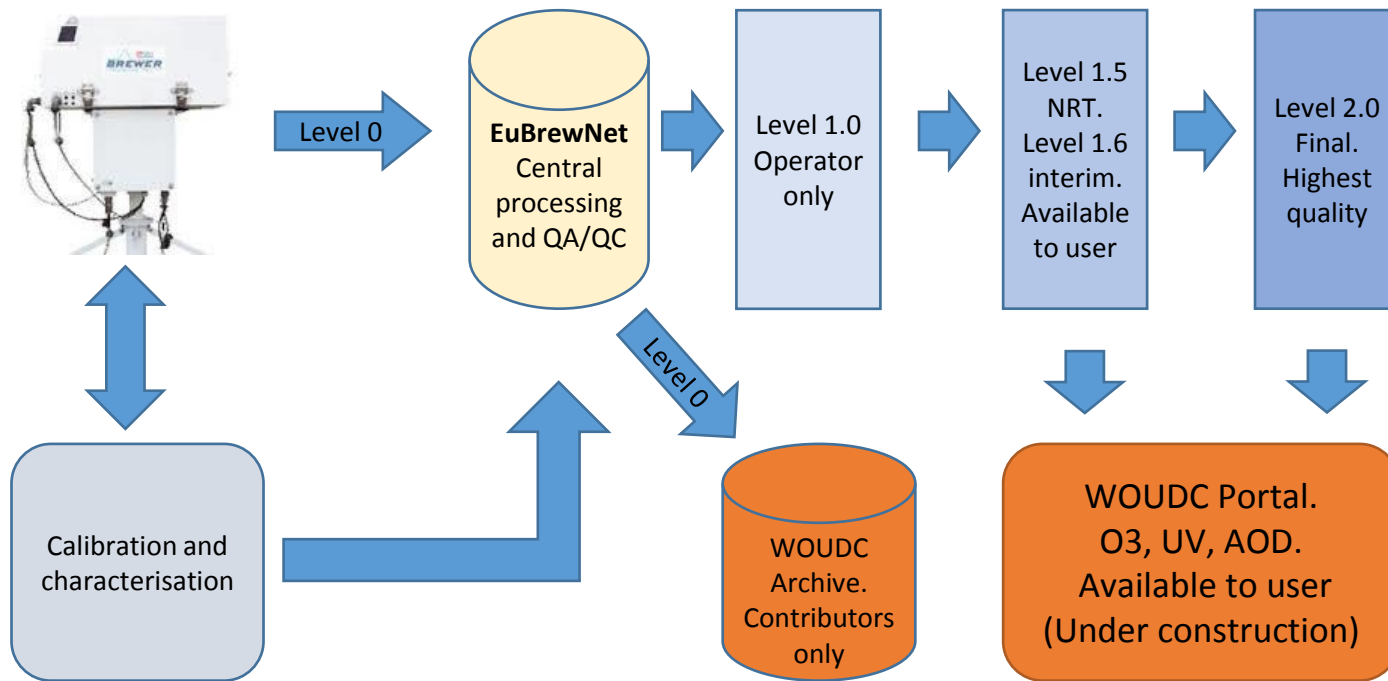 BREWER
Level 0
EuBrewNet
Central
processing
and QA/QC
Level 1.0
Operator
only
Level 1.5
NRT.
Level 1.6
interim.
Available
to user
Level 2.0
Final.
Highest
quality
Level 0
Calibration and
characterisation
WOUDC
Archive.
Contributors
only
WOUDC Portal.
O3, UV, AOD.
Available to user
(Under construction)